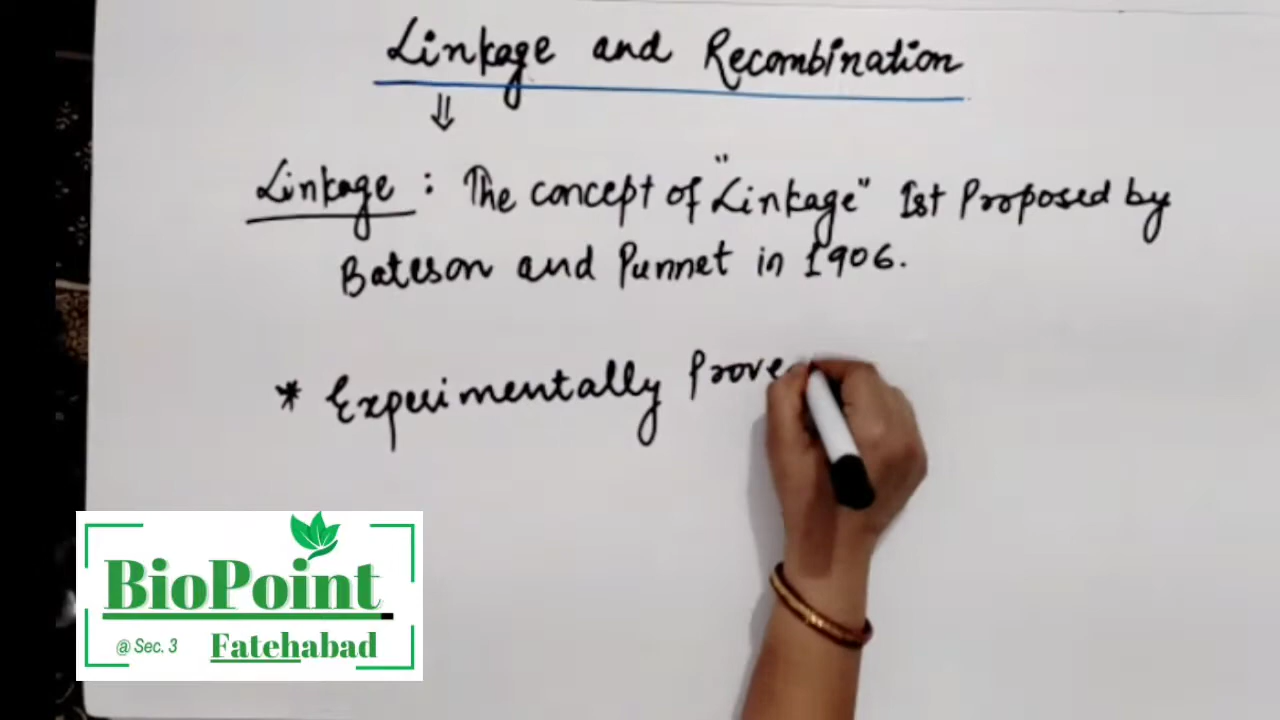 Linkage and Recombination
⇓
Linkage : The concept of "Linkage" Ist Proposed by
Bateson and Punnet in 1906.
* Experimentally Prove
BioPoint
@ Sec. 3 Fatehabad